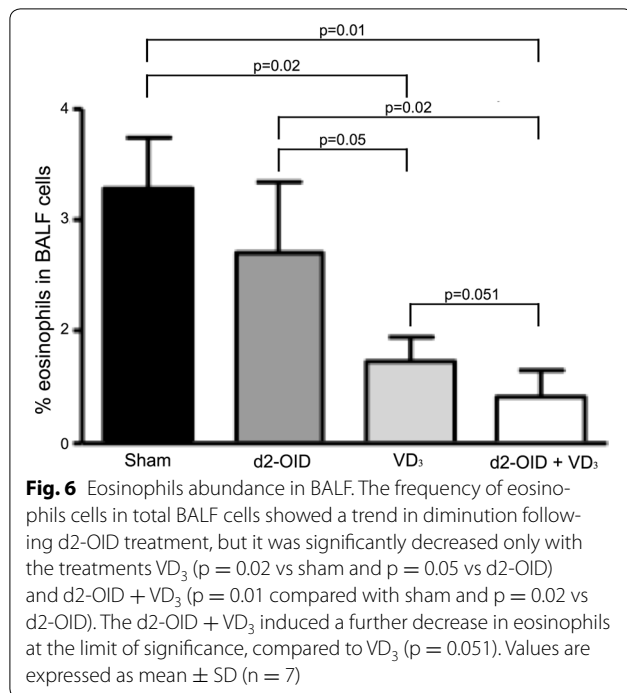 p=0.01
p=0.02
4
p=0.02
p=0.05
3
p=0.051
2
0
% eosinophils in BALF cells
Sham
d2-OID
VD₃
d2-OID + VD₃
Fig. 6 Eosinophils abundance in BALF. The frequency of eosino-
phils cells in total BALF cells showed a trend in diminution follow-
ing d2-OID treatment, but it was significantly decreased only with
the treatments VD₃ (p = 0.02 vs sham and p = 0.05 vs d2-OID)
and d2-OID + VD₃ (p = 0.01 compared with sham and p = 0.02 vs
d2-OID). The d2-OID + VD₃ induced a further decrease in eosinophils
at the limit of significance, compared to VD₃ (p = 0.051). Values are
expressed as mean ± SD (n = 7)